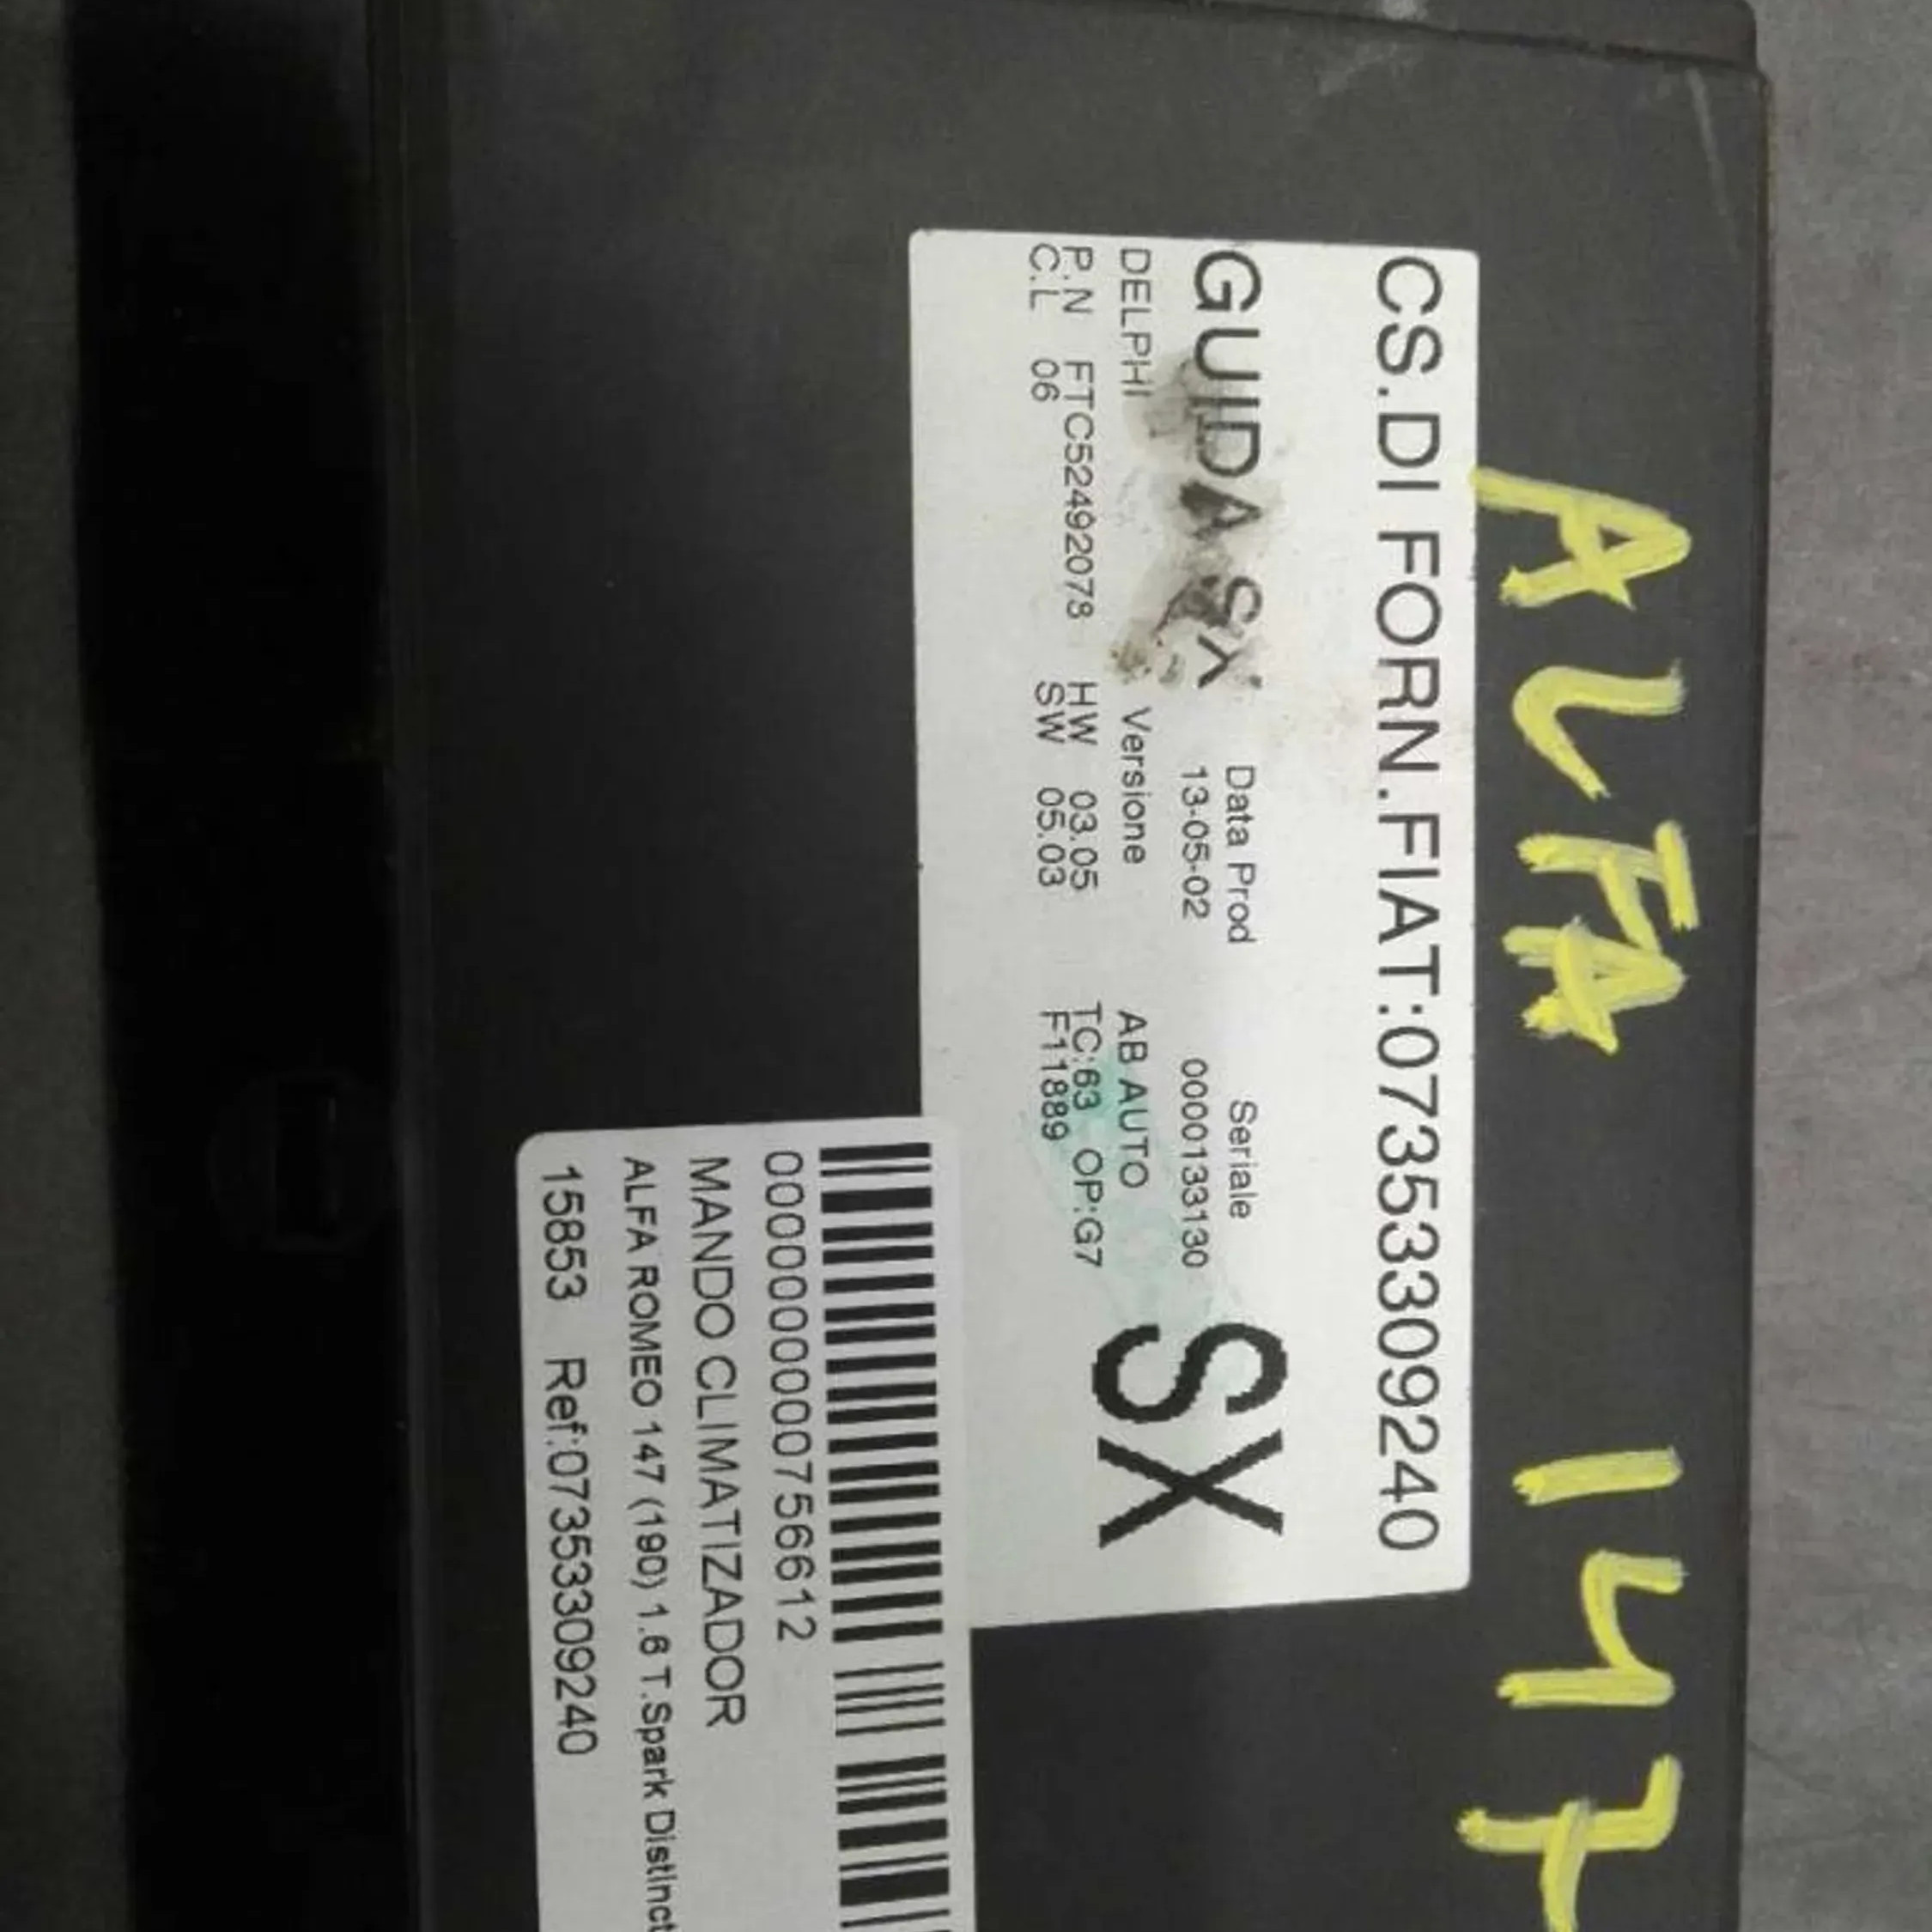 ALFA 147
CS.DI FORN.FIAT:07353309240
GUIDA SX
Data Prod
Seriale
13-05-02
0000133130
SX
DELPHI
Versione
AB AUTO
P.N FTC52492078 HW 03.05 TC:63 OP:G7
C.L 06 SW 05.03 F11889
0000000000756612
MANDO CLIMATIZADOR
ALFA ROMEO 147 (190) 1.6 T.Spark Distinct
15853 Ref:07353309240